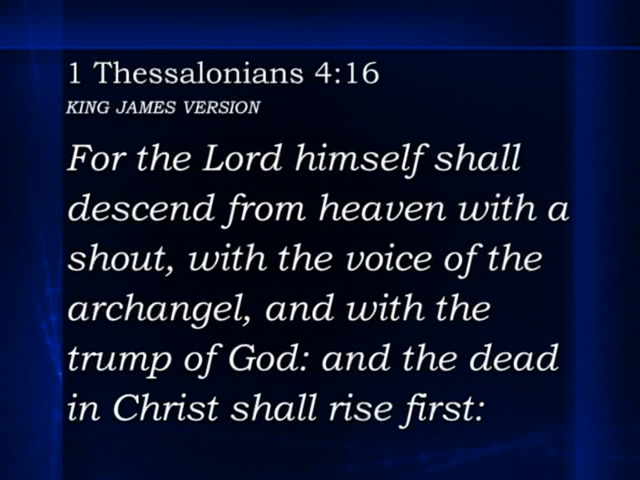 1 Thessalonians 4:16
KING JAMES VERSION
For the Lord himself shall
descend from heaven with a
shout, with the voice of the
archangel, and with the
trump of God: and the dead
in Christ shall rise first: